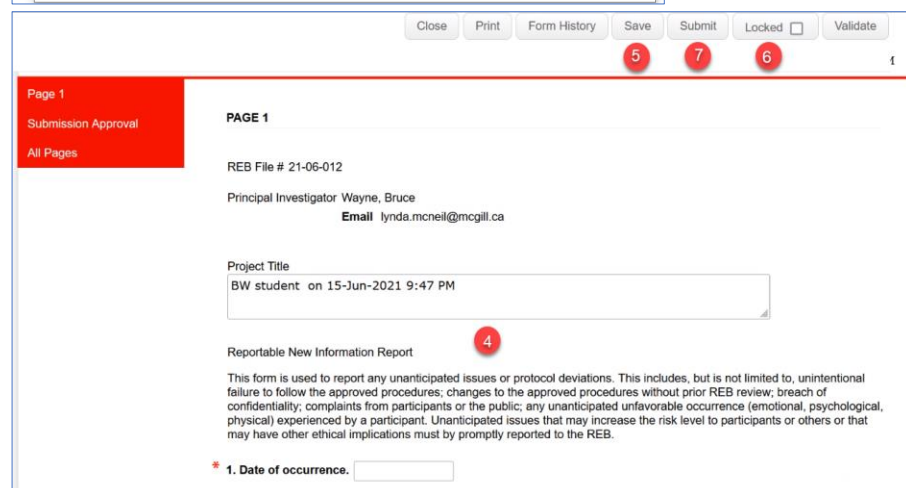 Close Print Form History Save Submit Locked Validate
5 7 6
Page 1
Submission Approval
All Pages
PAGE 1
REB File # 21-06-012
Principal Investigator Wayne, Bruce
Email lynda.mcneil@mcgill.ca
Project Title
BW student on 15-Jun-2021 9:47 PM
4
Reportable New Information Report
This form is used to report any unanticipated issues or protocol deviations. This includes, but is not limited to, unintentional
failure to follow the approved procedures; changes to the approved procedures without prior REB review; breach of
confidentiality; complaints from participants or the public; any unanticipated unfavorable occurrence (emotional, psychological,
physical) experienced by a participant. Unanticipated issues that may increase the risk level to participants or others or that
may have other ethical implications must by promptly reported to the REB.
* 1. Date of occurrence.